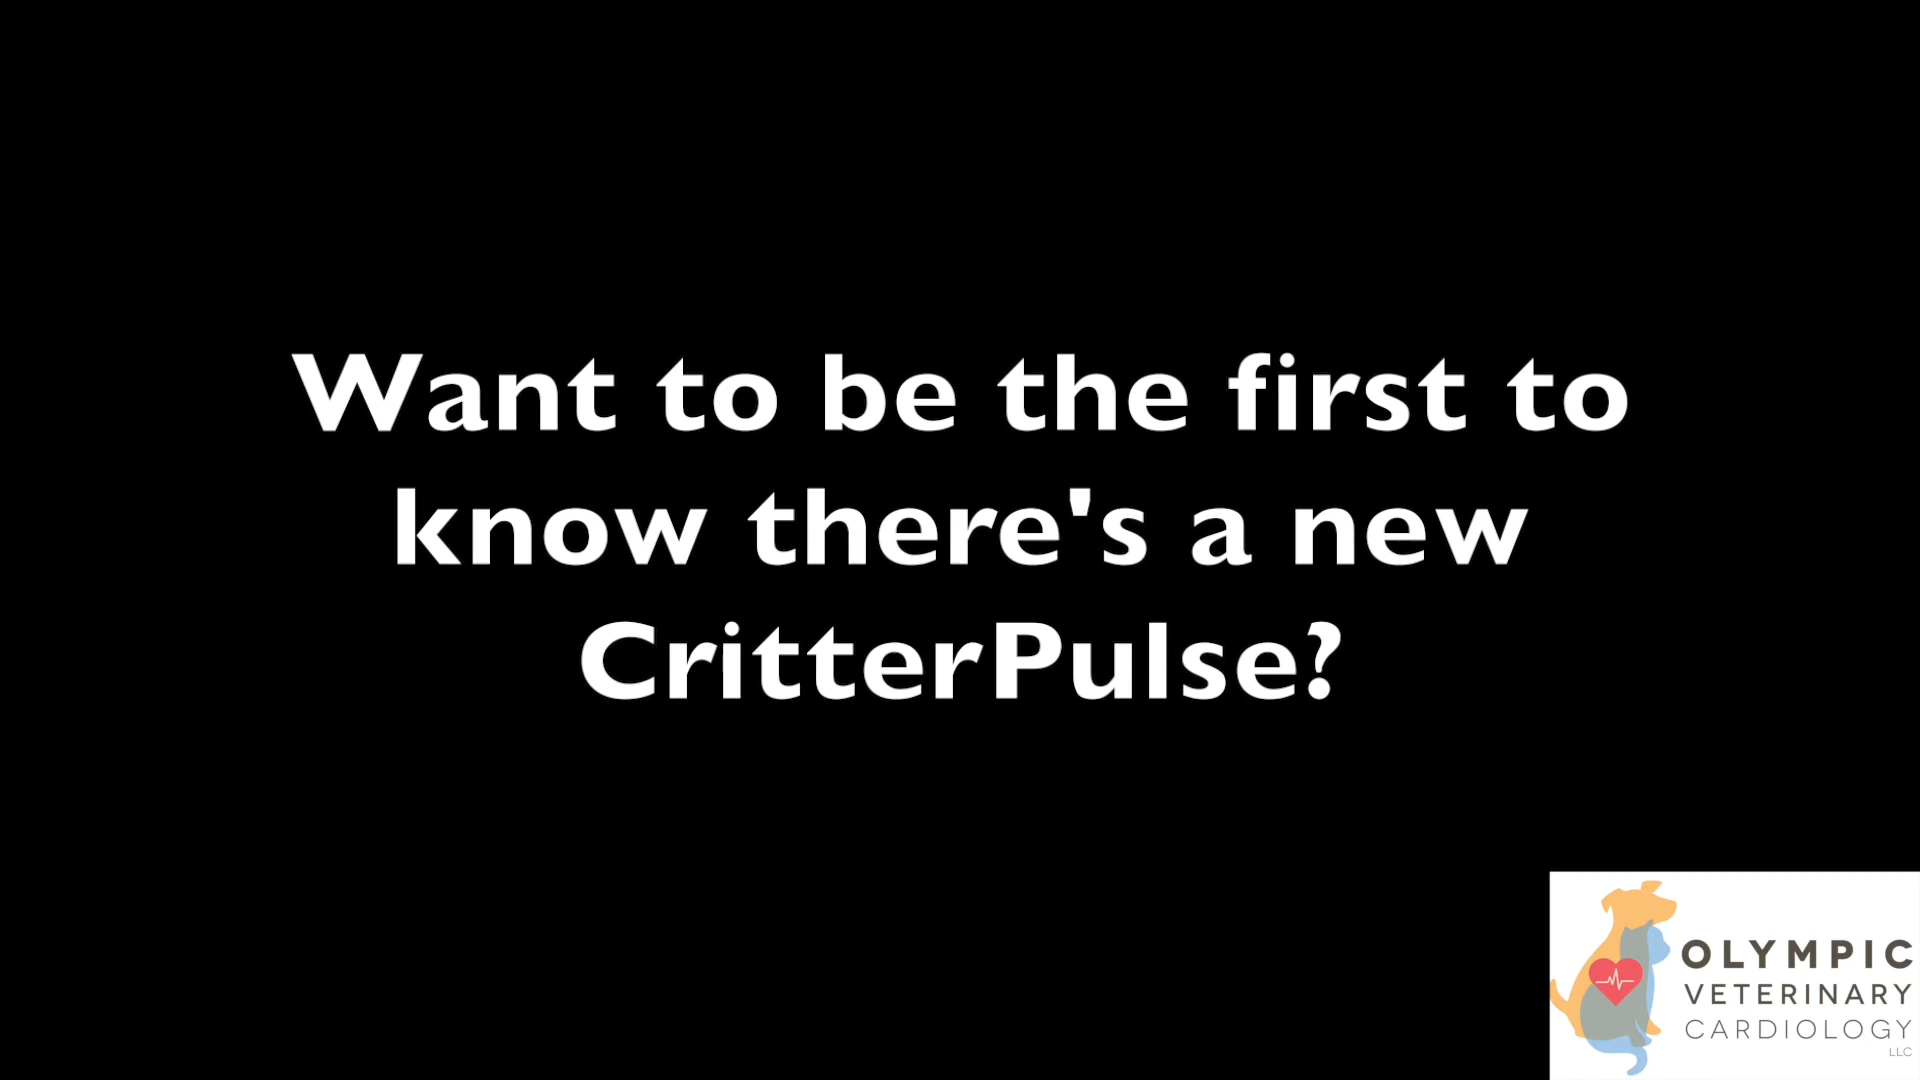 Want to be the first to
know there's a new
CritterPulse?
OLYMPIC
VETERINARY
CARDIOLOGY
LLC